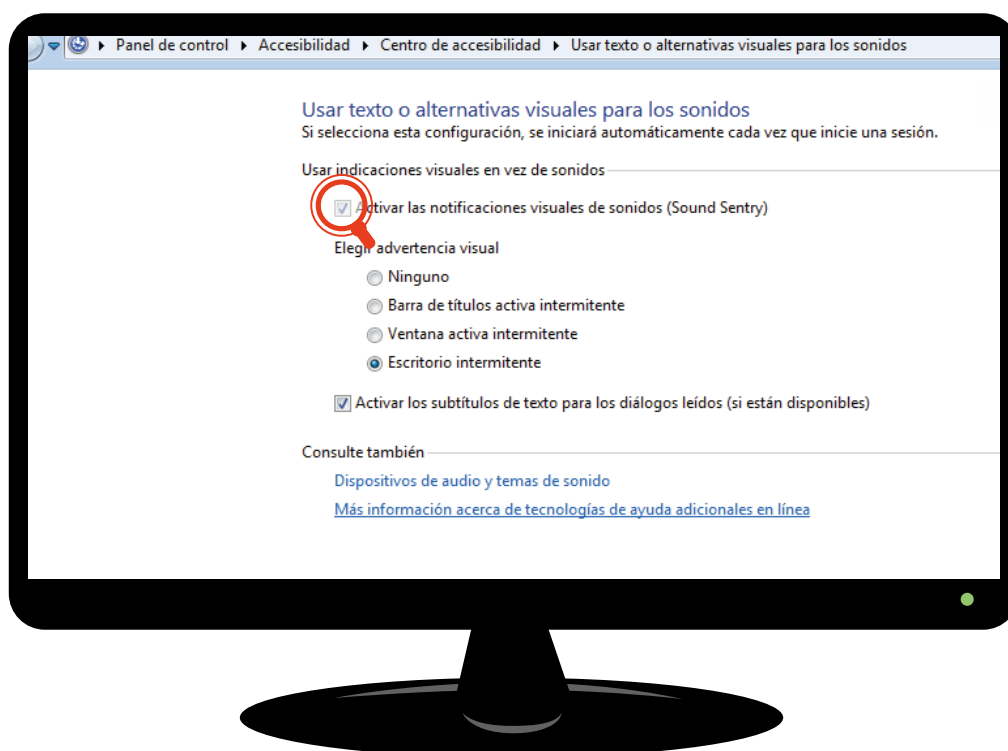 Panel de control ▸ Accesibilidad ▸ Centro de accesibilidad ▸ Usar texto o alternativas visuales para los sonidos
Usar texto o alternativas visuales para los sonidos
Si selecciona esta configuración, se iniciará automáticamente cada vez que inicie una sesión.
Usar indicaciones visuales en vez de sonidos
Activar las notificaciones visuales de sonidos (Sound Sentry)
Elegir advertencia visual
Ninguno
Barra de títulos activa intermitente
Ventana activa intermitente
Escritorio intermitente
Activar los subtítulos de texto para los diálogos leídos (si están disponibles)
Consulte también
Dispositivos de audio y temas de sonido
Más información acerca de tecnologías de ayuda adicionales en línea